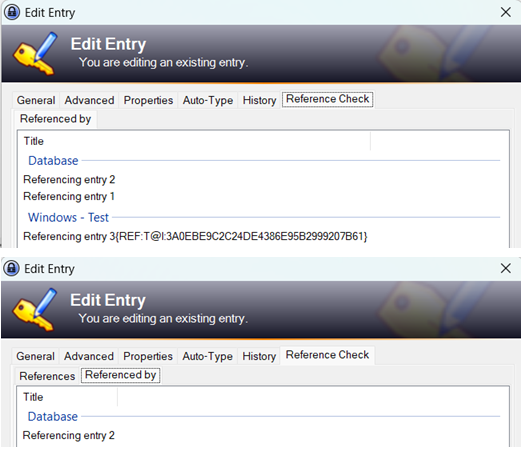 Edit Entry
Edit Entry
You are editing an existing entry.
General Advanced Properties Auto-Type History Reference Check
Referenced by
Title
Database
Referencing entry 2
Referencing entry 1
Windows - Test
Referencing entry 3{REF:T@I:3A0EBE9C2C24DE4386E95B2999207B61}
Edit Entry
Edit Entry
You are editing an existing entry.
General Advanced Properties Auto-Type History Reference Check
References Referenced by
Title
Database
Referencing entry 2